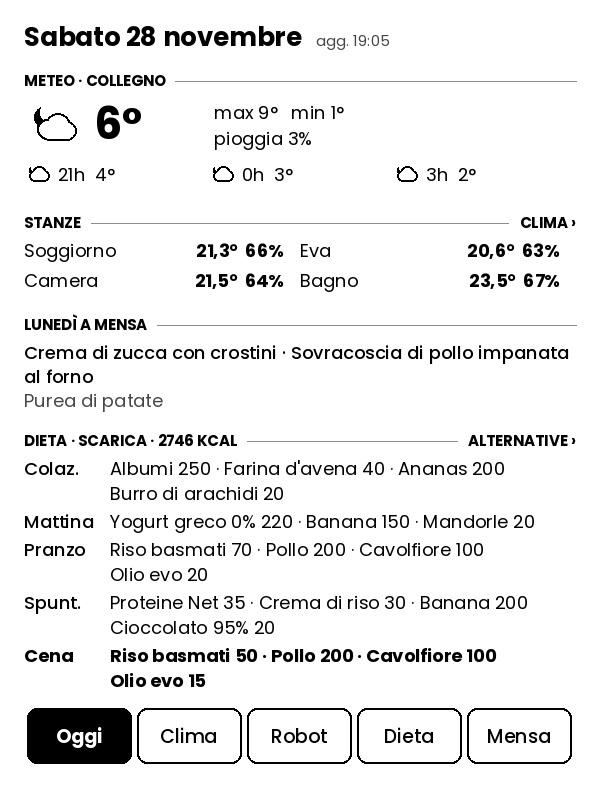 Sabato 28 novembre agg. 19:05
METEO · COLLEGNO
6° max 9° min 1°
pioggia 3%
21h 4° 0h 3° 3h 2°
STANZE CLIMA ›
Soggiorno 21,3° 66% Eva 20,6° 63%
Camera 21,5° 64% Bagno 23,5° 67%
LUNEDÌ A MENSA
Crema di zucca con crostini · Sovracoscia di pollo impanata
al forno
Purea di patate
DIETA · SCARICA · 2746 KCAL ALTERNATIVE ›
Colaz. Albumi 250 · Farina d'avena 40 · Ananas 200
Burro di arachidi 20
Mattina Yogurt greco 0% 220 · Banana 150 · Mandorle 20
Pranzo Riso basmati 70 · Pollo 200 · Cavolfiore 100
Olio evo 20
Spunt. Proteine Net 35 · Crema di riso 30 · Banana 200
Cioccolato 95% 20
Cena Riso basmati 50 · Pollo 200 · Cavolfiore 100
Olio evo 15
Oggi Clima Robot Dieta Mensa